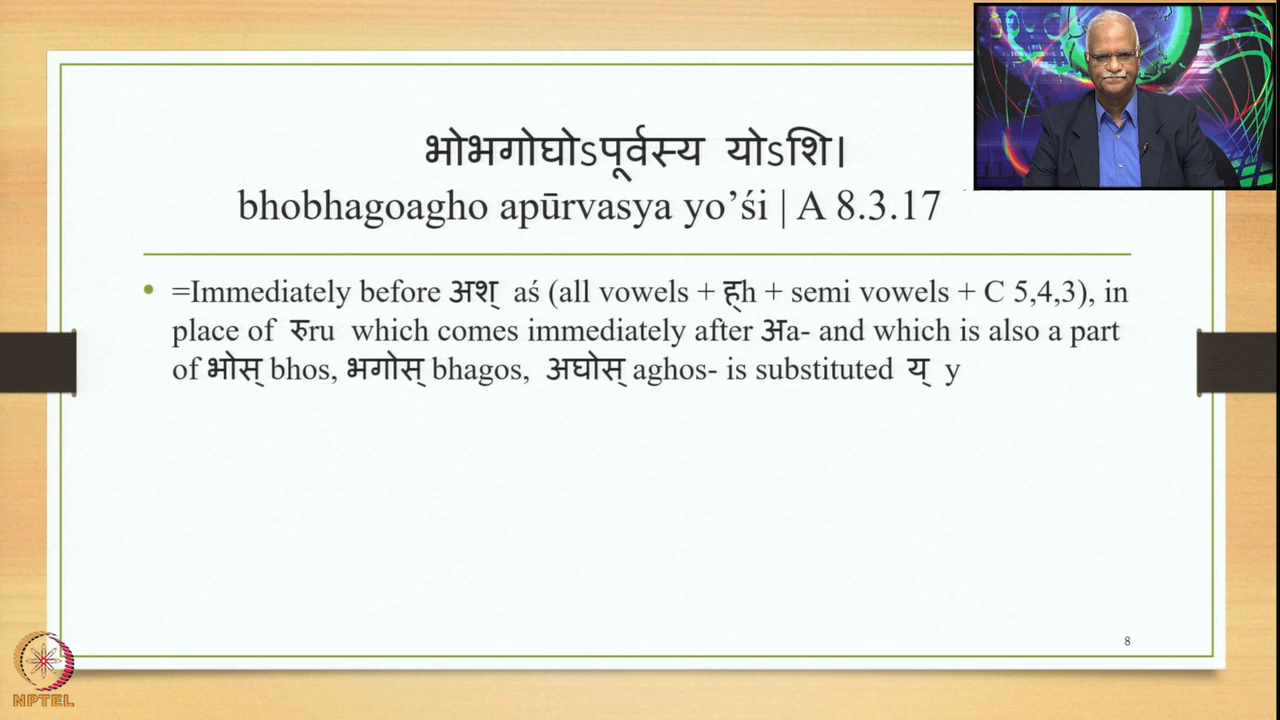 भोभगोघोऽपूर्वस्य योऽशि।
bhobhagoagho apūrvasya yo’śi | A 8.3.17
• =Immediately before अश् aś (all vowels + ह्h + semi vowels + C 5,4,3), in
place of रुru which comes immediately after अa- and which is also a part
of भोस् bhos, भगोस् bhagos, अघोस् aghos- is substituted य् y
8
NPTEL